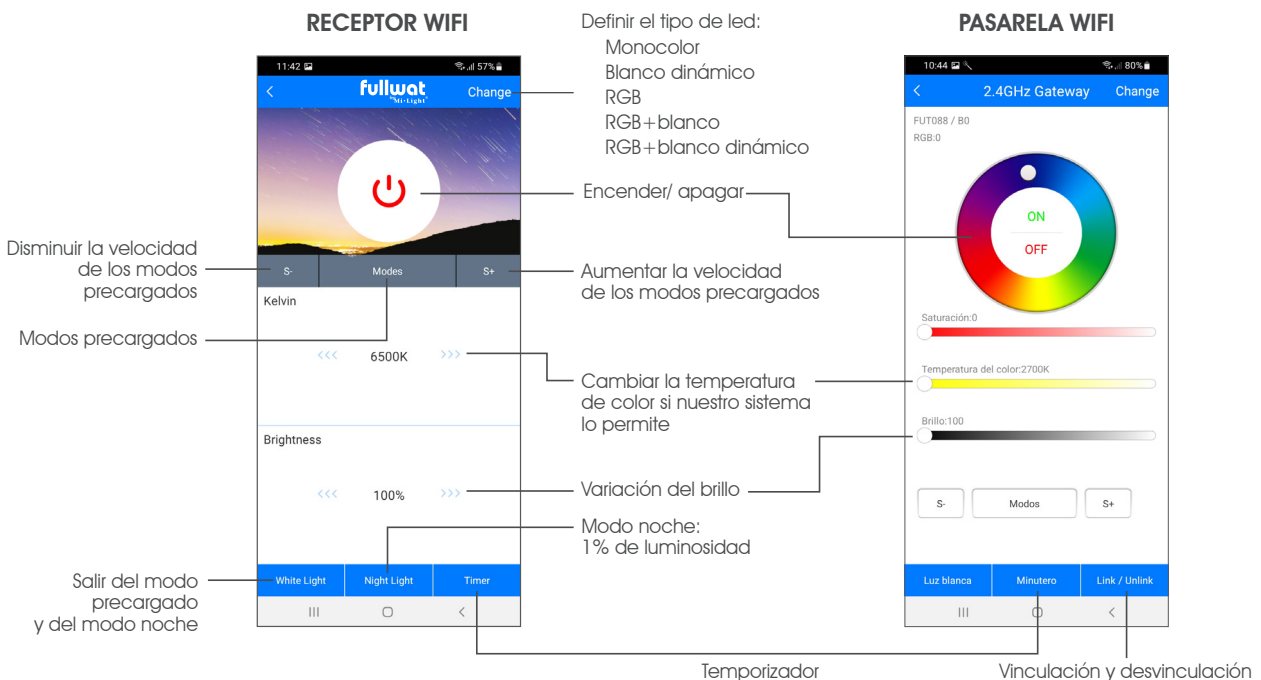 RECEPTOR WIFI
Definir el tipo de led:
Monocolor
Blanco dinámico
RGB
RGB+blanco
RGB+blanco dinámico
PASARELA WIFI
11:42
57%
fullwat
by Mi·Light
Change
Encender/ apagar
Disminuir la velocidad
de los modos
precargados
S-
Modes
S+
Aumentar la velocidad
de los modos precargados
Kelvin
Modos precargados
<<<
6500K
>>>
Cambiar la temperatura
de color si nuestro sistema
lo permite
Brightness
<<<
100%
>>>
Variación del brillo
Modo noche:
1% de luminosidad
Salir del modo
precargado
y del modo noche
White Light
Night Light
Timer
10:44
80%
2.4GHz Gateway
Change
FUT088 / B0
RGB:0
ON
OFF
Saturación:0
Temperatura del color:2700K
Brillo:100
S-
Modos
S+
Luz blanca
Minutero
Link / Unlink
Temporizador
Vinculación y desvinculación